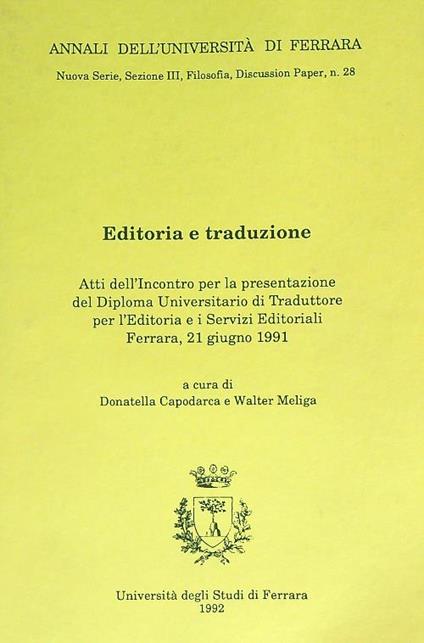 ANNALI DELL'UNIVERSITÀ DI FERRARA
Nuova Serie, Sezione III, Filosofia, Discussion Paper, n. 28
Editoria e traduzione
Atti dell'Incontro per la presentazione
del Diploma Universitario di Traduttore
per l'Editoria e i Servizi Editoriali
Ferrara, 21 giugno 1991
a cura di
Donatella Capodarca e Walter Meliga
Università degli Studi di Ferrara
1992